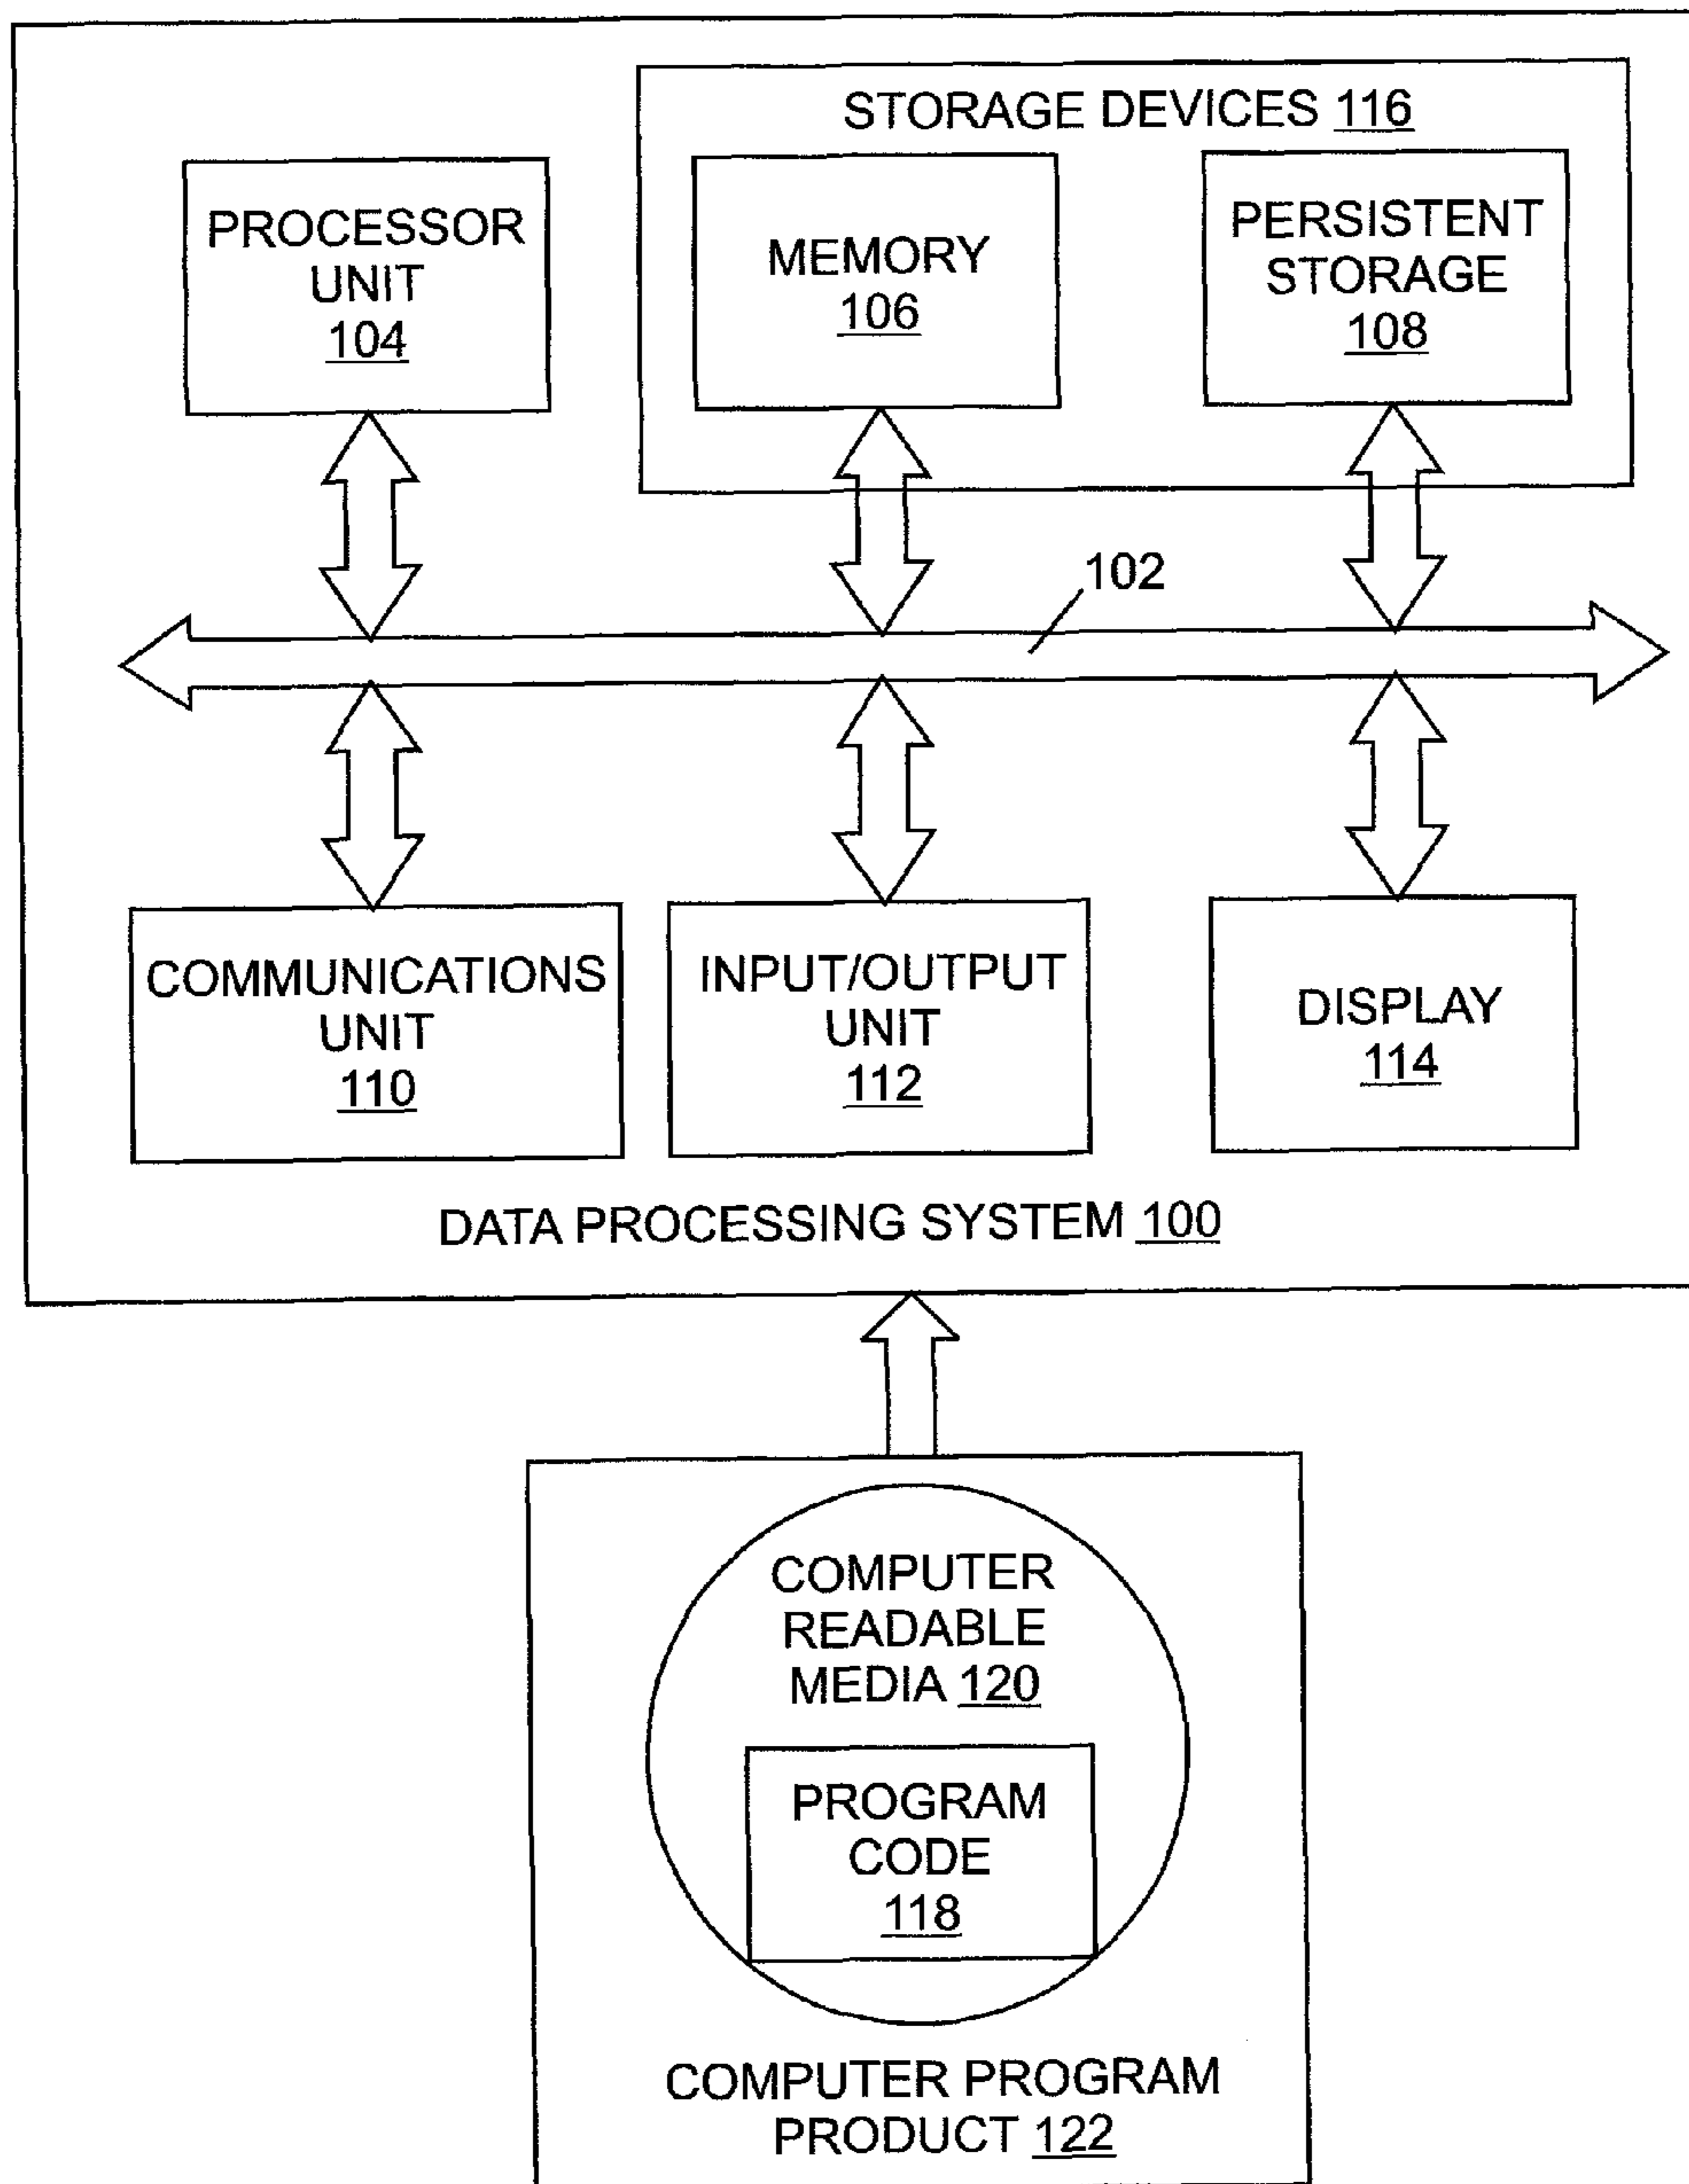 STORAGE DEVICES 116
PROCESSOR
UNIT
104
MEMORY
106
PERSISTENT
STORAGE
108
102
COMMUNICATIONS
UNIT
110
INPUT/OUTPUT
UNIT
112
DISPLAY
114
DATA PROCESSING SYSTEM 100
COMPUTER
READABLE
MEDIA 120
PROGRAM
CODE
118
COMPUTER PROGRAM
PRODUCT 122